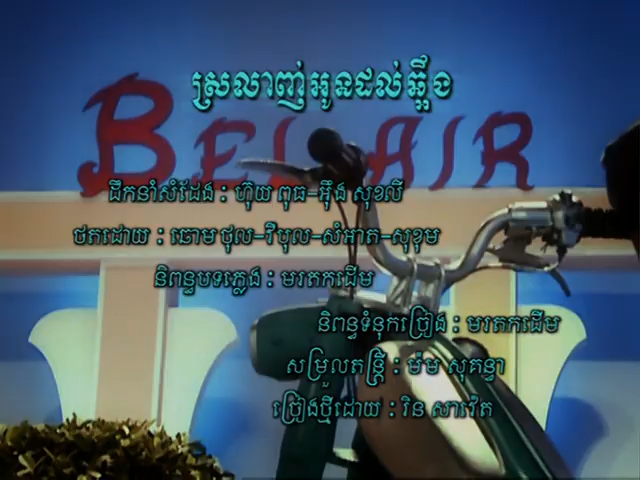 ស្រលាញ់អូនដល់ឆ្អឹង
BEL AIR
ដឹកនាំសំដែង : ហ៊ុយ ពុធ-អ៊ឹង សុខលី
ថតដោយ : ឆោម ថុល-វិបុល-សំអាត-សុខុម
និពន្ធបទភ្លេង : មរតកដើម
និពន្ធទំនុកច្រៀង : មរតកដើម
សម្រួលតន្ត្រី : ម៉ម សុគន្ធា
ច្រៀងថ្មីដោយ : រិន សាវ៉េត